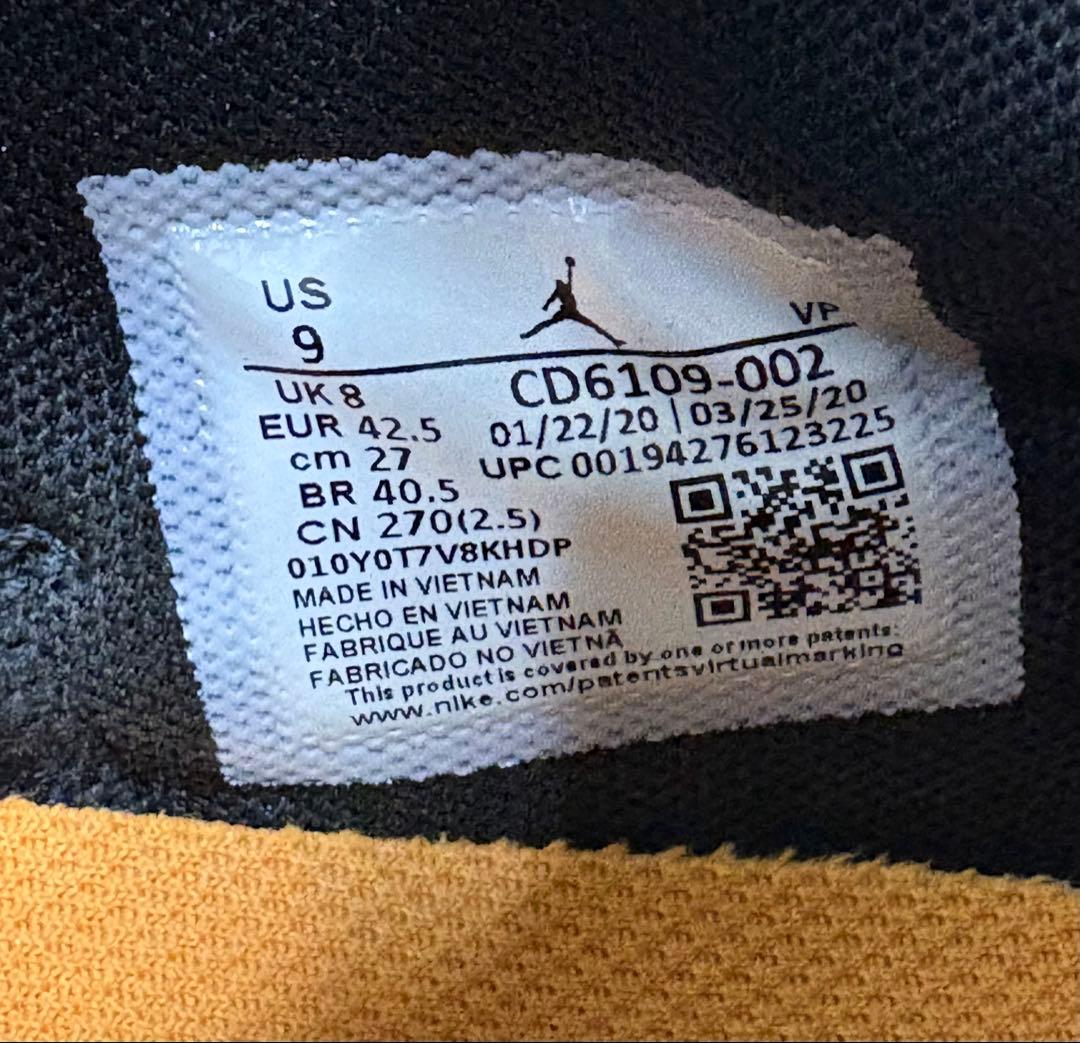 US
9
VP
UK 8
EUR 42.5
cm 27
BR 40.5
CN 270(2.5)
CD6109-002
01/22/20 | 03/25/20
UPC 00194276123225
010Y0T7V8KHDP
MADE IN VIETNAM
HECHO EN VIETNAM
FABRIQUE AU VIETNAM
FABRICADO NO VIETNÃ
This product is covered by one or more patents:
www.nike.com/patentsvirtualmarking